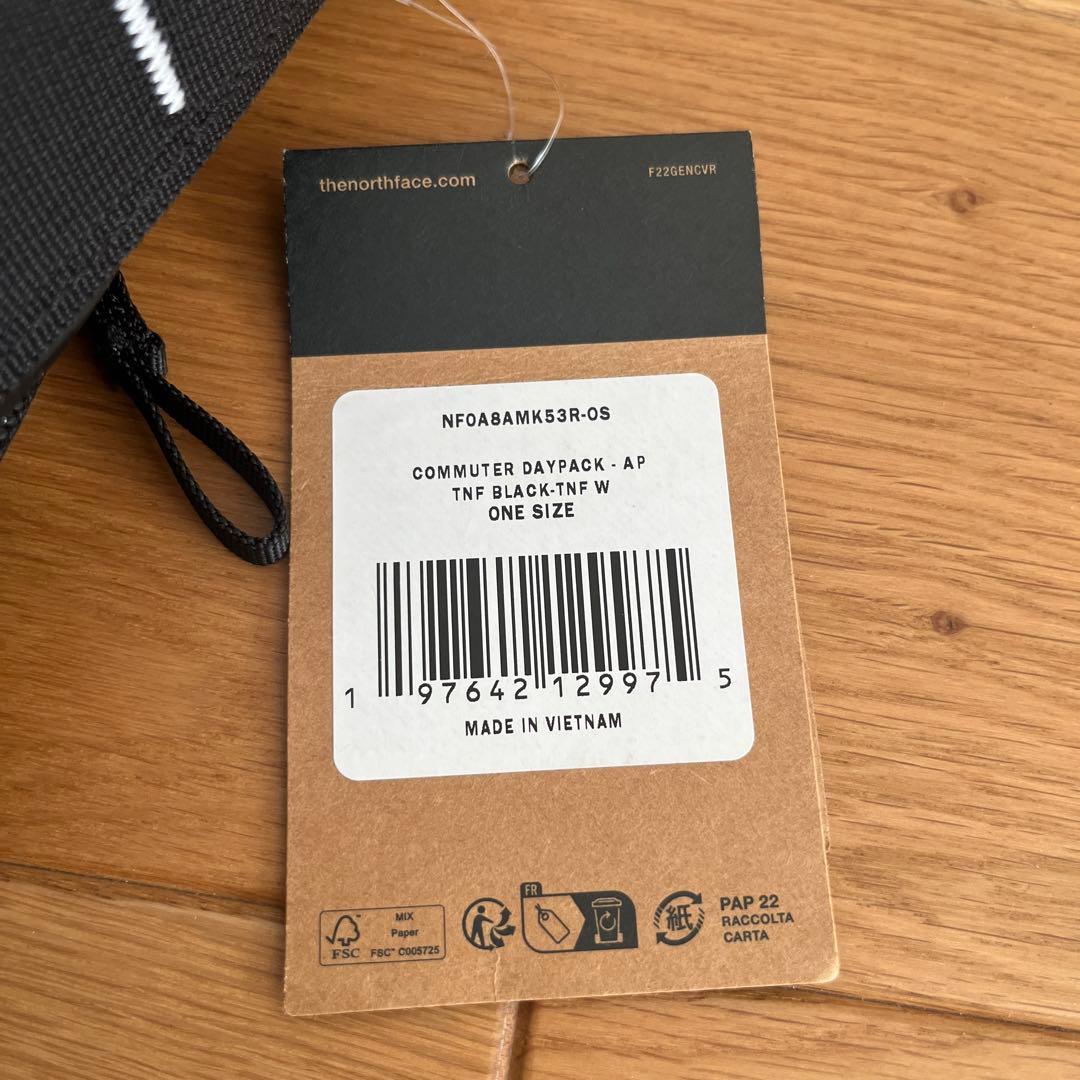 thenorthface.com
F22GENCVR
NF0A8AMK53R-OS
COMMUTER DAYPACK - AP
TNF BLACK-TNF W
ONE SIZE
1 97642 12997 5
MADE IN VIETNAM
FR
MIX
Paper
FSC
FSC™ C005725
紙
PAP 22
RACCOLTA
CARTA